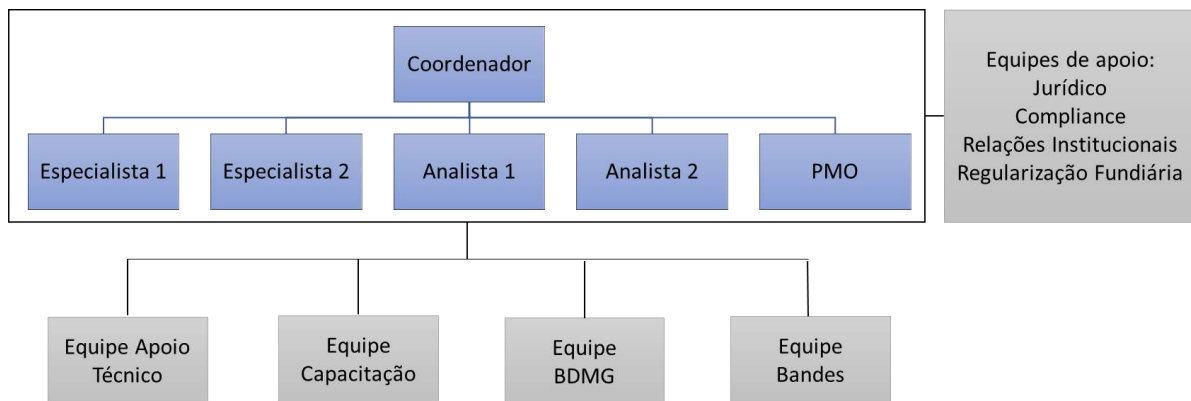 Coordenador
Especialista 1
Especialista 2
Analista 1
Analista 2
PMO
Equipes de apoio:
Jurídico
Compliance
Relações Institucionais
Regularização Fundiária
Equipe Apoio
Técnico
Equipe
Capacitação
Equipe
BDMG
Equipe
Bandes